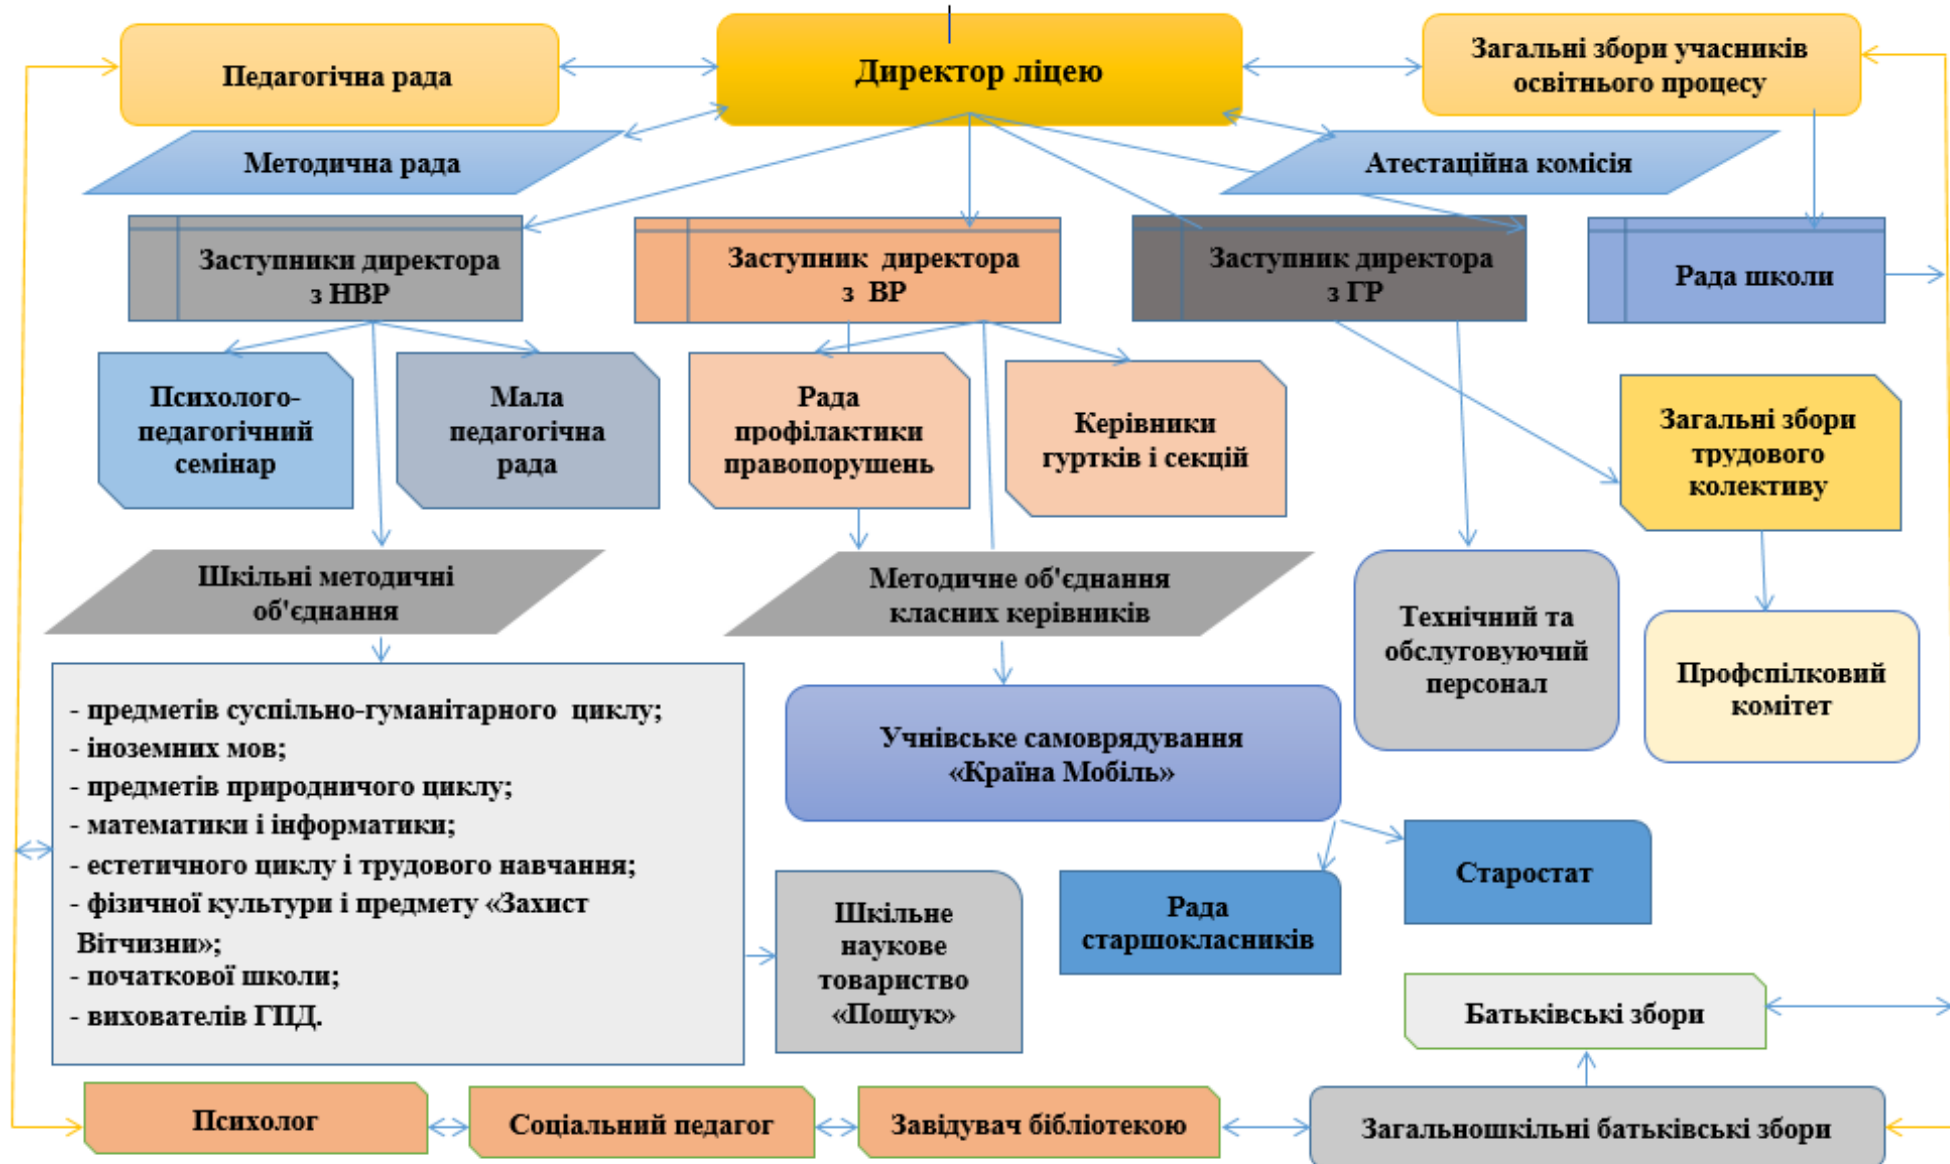 Педагогічна рада
Директор ліцею
Загальні збори учасників
освітнього процесу
Методична рада
Атестаційна комісія
Заступники директора
з НВР
Заступник директора
з ВР
Заступник директора
з ГР
Рада школи
Психолого-
педагогічний
семінар
Мала
педагогічна
рада
Рада
профілактики
правопорушень
Керівники
гуртків і секцій
Загальні збори
трудового
колективу
Шкільні методичні
об'єднання
Методичне об'єднання
класних керівників
Технічний та
обслуговуючий
персонал
Профспілковий
комітет
- предметів суспільно-гуманітарного циклу;
- іноземних мов;
- предметів природничого циклу;
- математики і інформатики;
- естетичного циклу і трудового навчання;
- фізичної культури і предмету «Захист
Вітчизни»;
- початкової школи;
- вихователів ГПД.
Учнівське самоврядування
«Країна Мобіль»
Старостат
Рада
старшокласників
Шкільне
наукове
товариство
«Пошук»
Батьківські збори
Психолог
Соціальний педагог
Завідувач бібліотекою
Загальношкільні батьківські збори